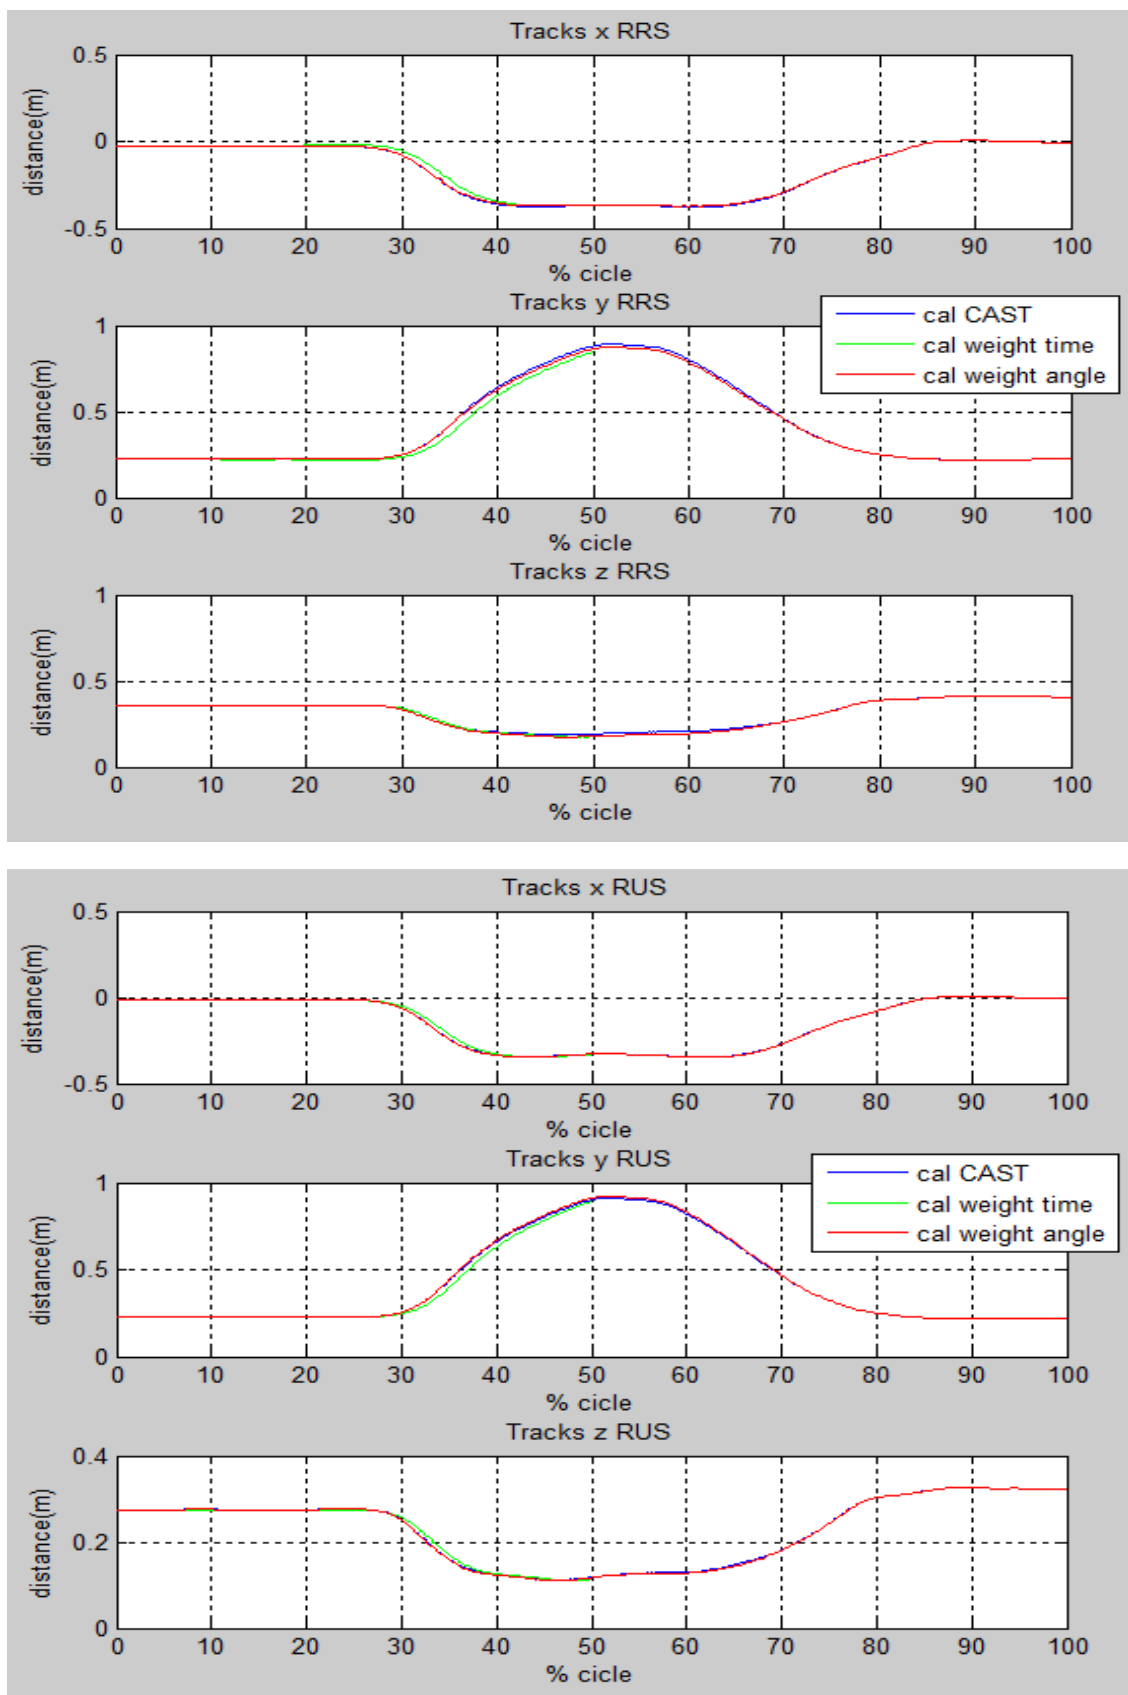 Tracks x RRS
0.5
0
-0.5
distance(m)
0 10 20 30 40 50 60 70 80 90 100
% cicle
Tracks y RRS
1
0.5
0
distance(m)
cal CAST
cal weight time
cal weight angle
0 10 20 30 40 50 60 70 80 90 100
% cicle
Tracks z RRS
1
0.5
0
distance(m)
0 10 20 30 40 50 60 70 80 90 100
% cicle
Tracks x RUS
0.5
0
-0.5
distance(m)
0 10 20 30 40 50 60 70 80 90 100
% cicle
Tracks y RUS
1
0.5
0
distance(m)
cal CAST
cal weight time
cal weight angle
0 10 20 30 40 50 60 70 80 90 100
% cicle
Tracks z RUS
0.4
0.2
0
distance(m)
0 10 20 30 40 50 60 70 80 90 100
% cicle